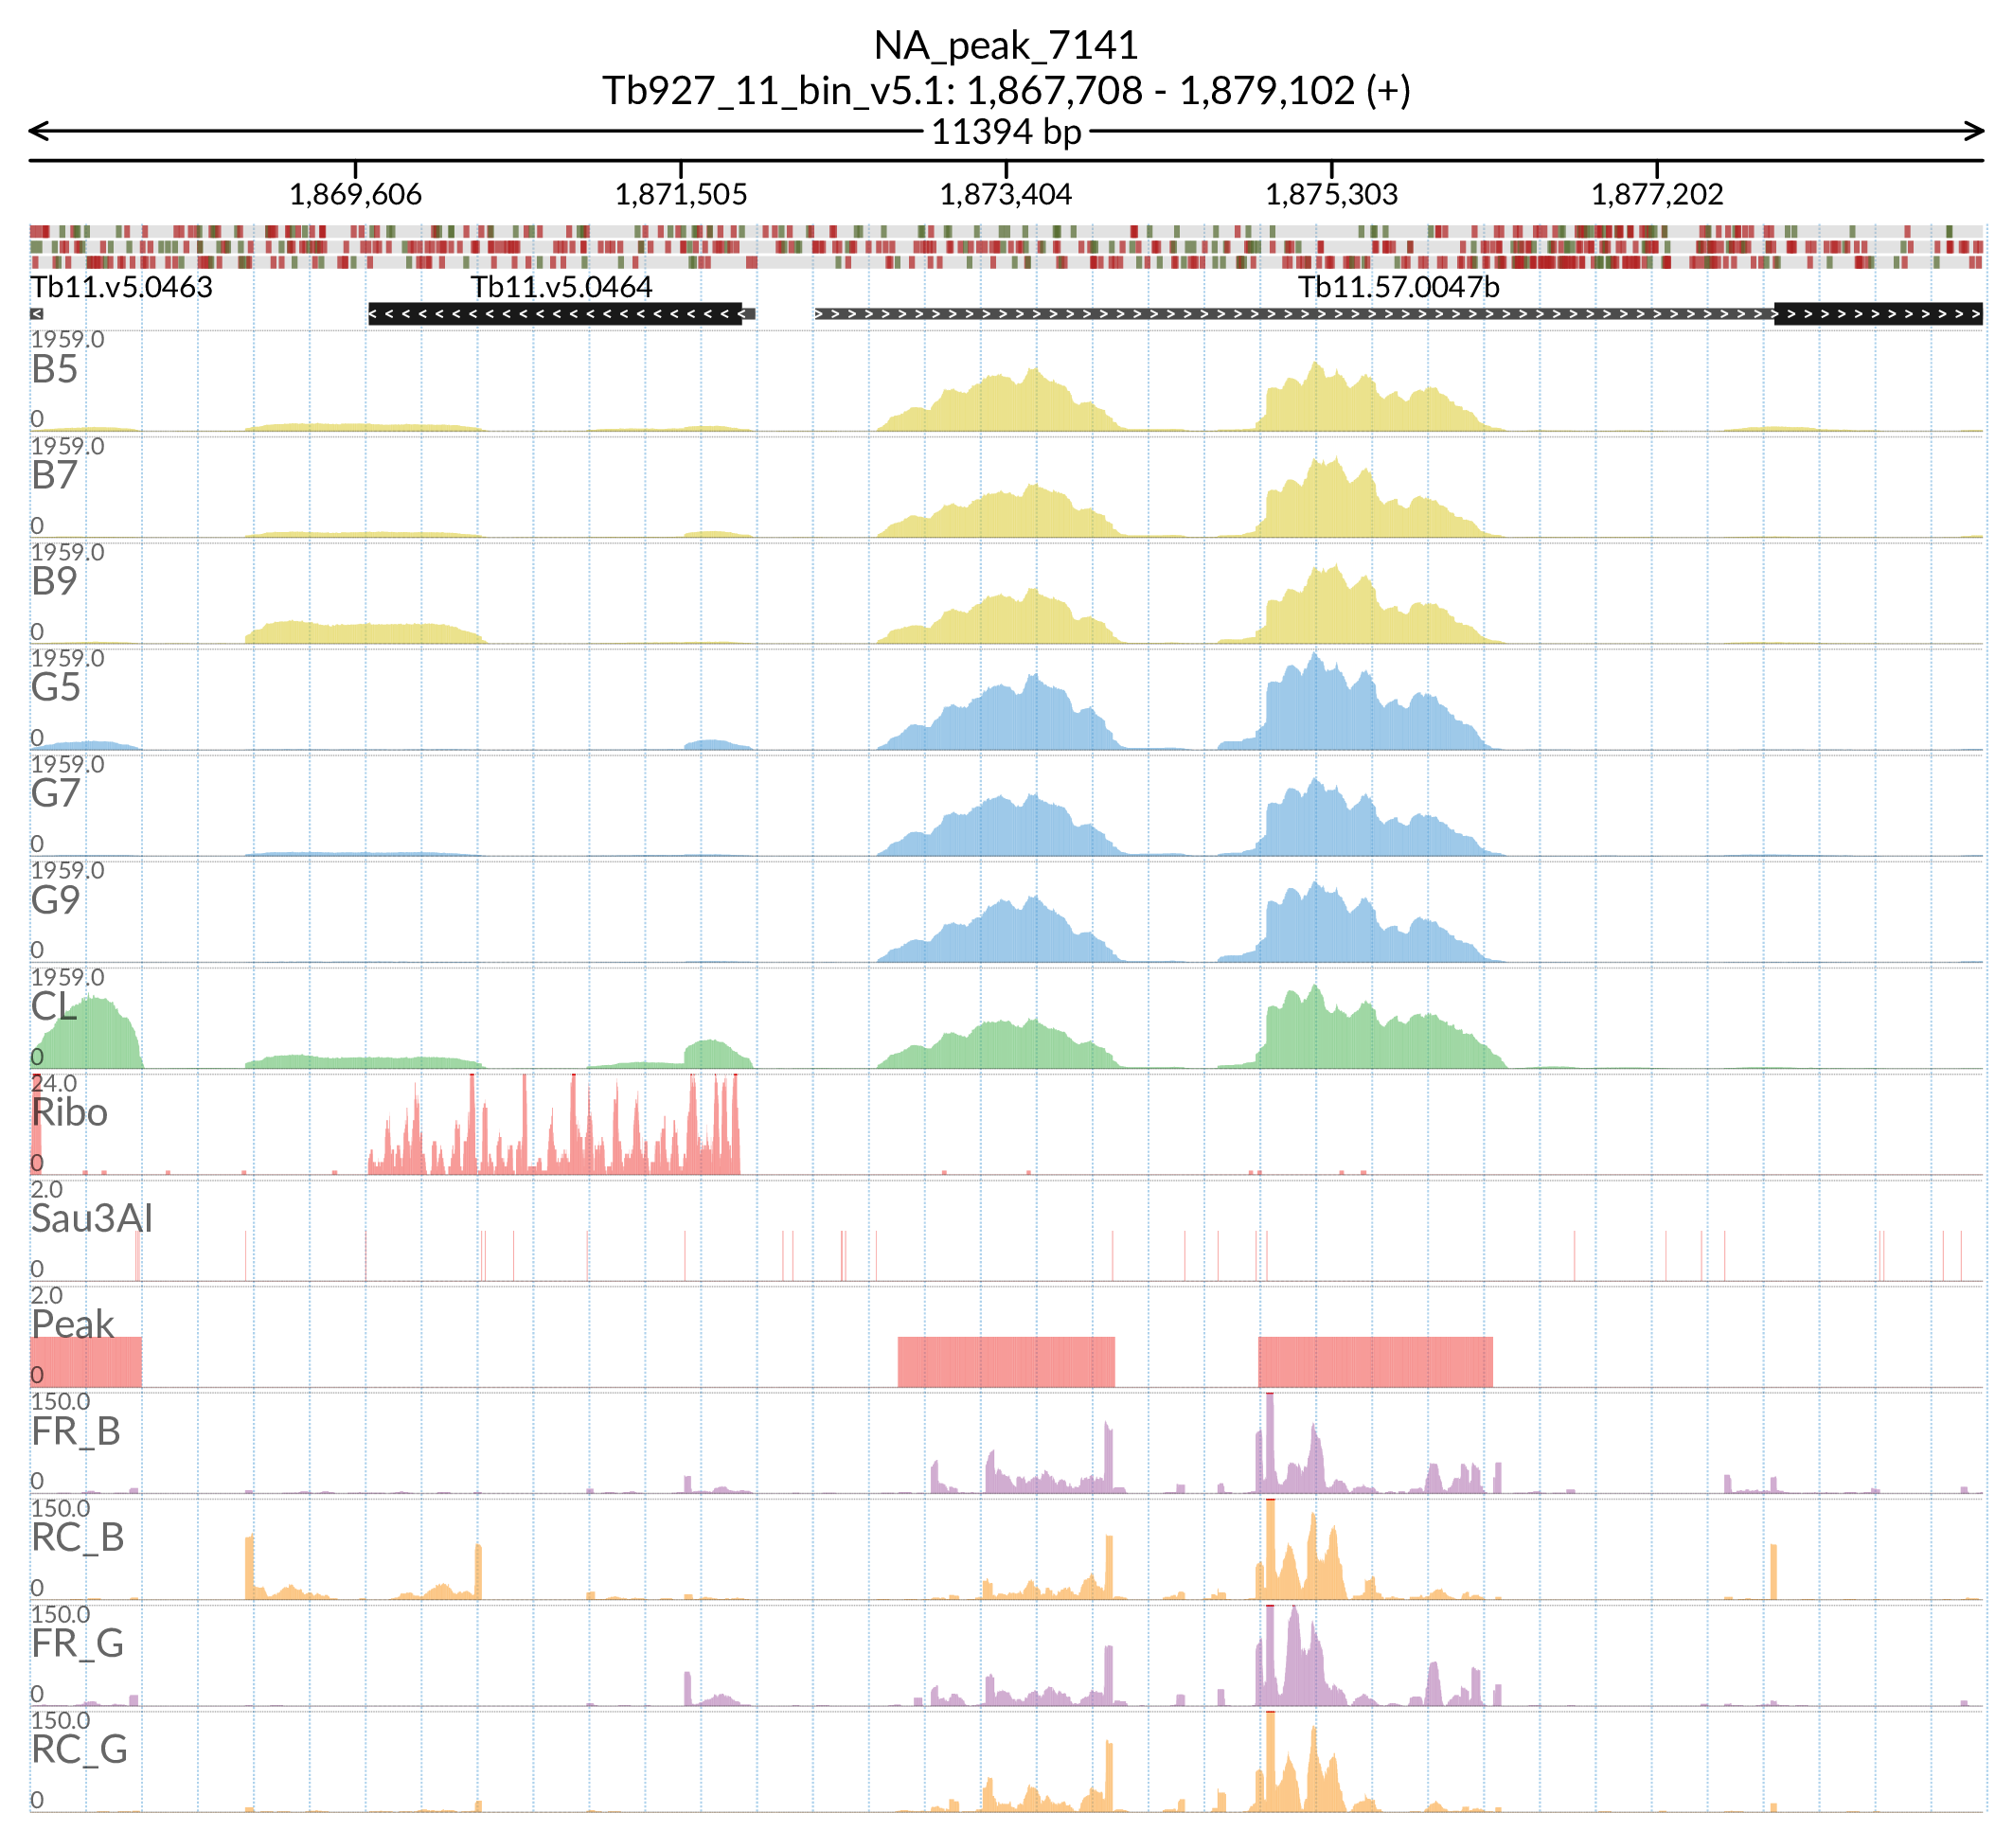 NA_peak_7141
Tb927_11_bin_v5.1: 1,867,708 - 1,879,102 (+)
11394 bp
1,869,606 1,871,505 1,873,404 1,875,303 1,877,202
Tb11.v5.0463 Tb11.v5.0464 Tb11.57.0047b
1959.0
B5
0
1959.0
B7
0
1959.0
B9
0
1959.0
G5
0
1959.0
G7
0
1959.0
G9
0
1959.0
CL
0
24.0
Ribo
0
2.0
Sau3AI
0
2.0
Peak
0
150.0
FR_B
0
150.0
RC_B
0
150.0
FR_G
0
150.0
RC_G
0